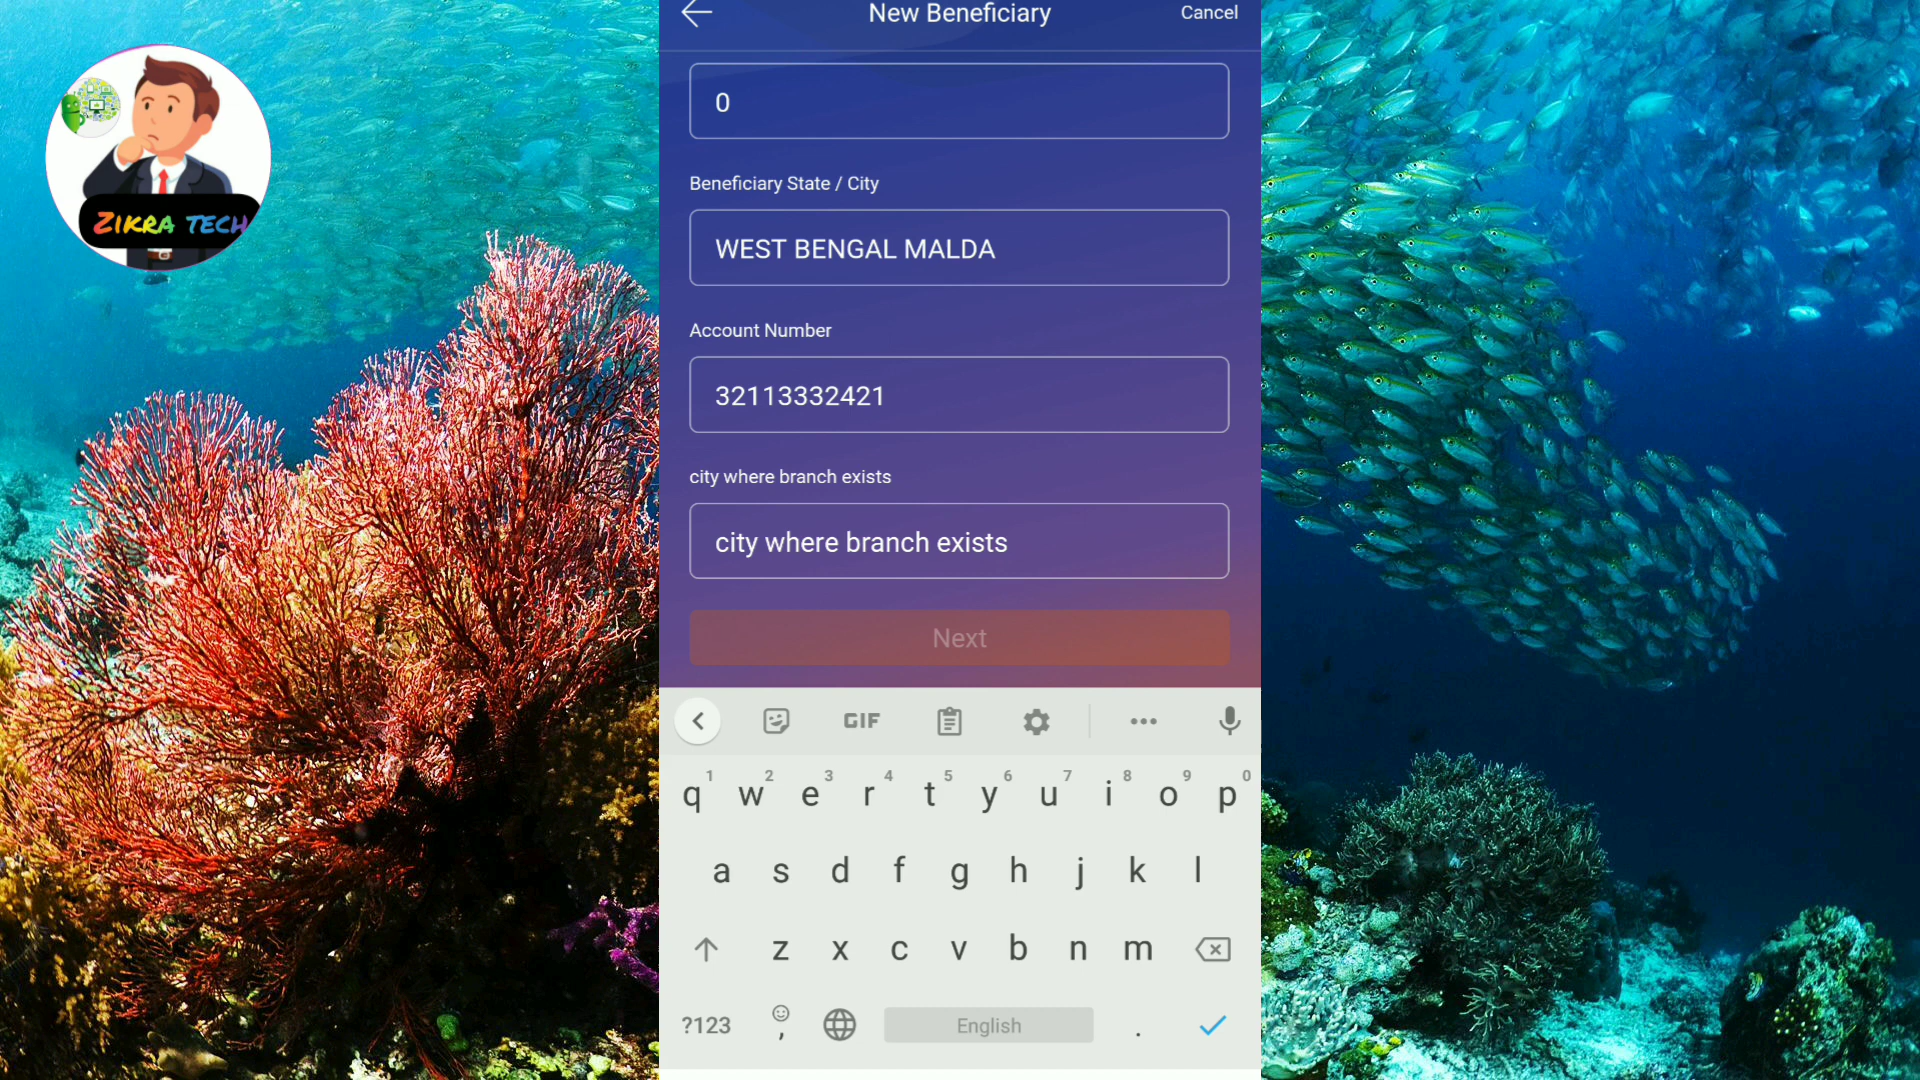 New Beneficiary
Cancel
0
Beneficiary State / City
WEST BENGAL MALDA
Account Number
32113332421
city where branch exists
city where branch exists
Next
ZIKRA TECH
GIF
1 2 3 4 5 6 7 8 9 0
q w e r t y u i o p
a s d f g h j k l
z x c v b n m
?123 , English .